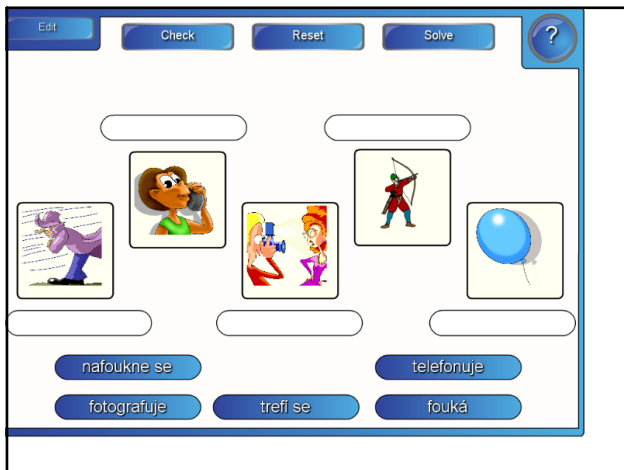 Edit
Check Reset Solve ?
nafoukne se telefonuje
fotografuje trefí se fouká